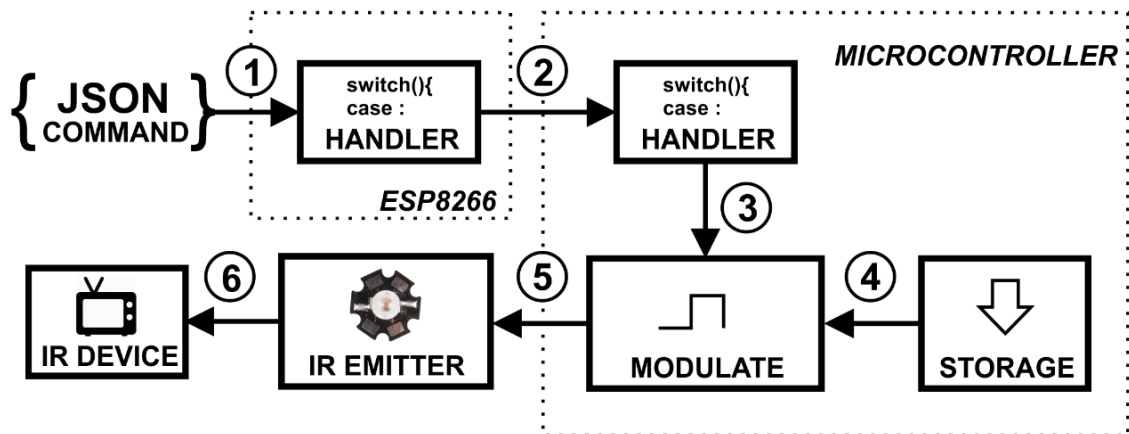 MICROCONTROLLER
{ JSON
COMMAND }
1
switch(){
case :
HANDLER
ESP8266
2
switch(){
case :
HANDLER
3
4
STORAGE
MODULATE
5
IR EMITTER
6
IR DEVICE